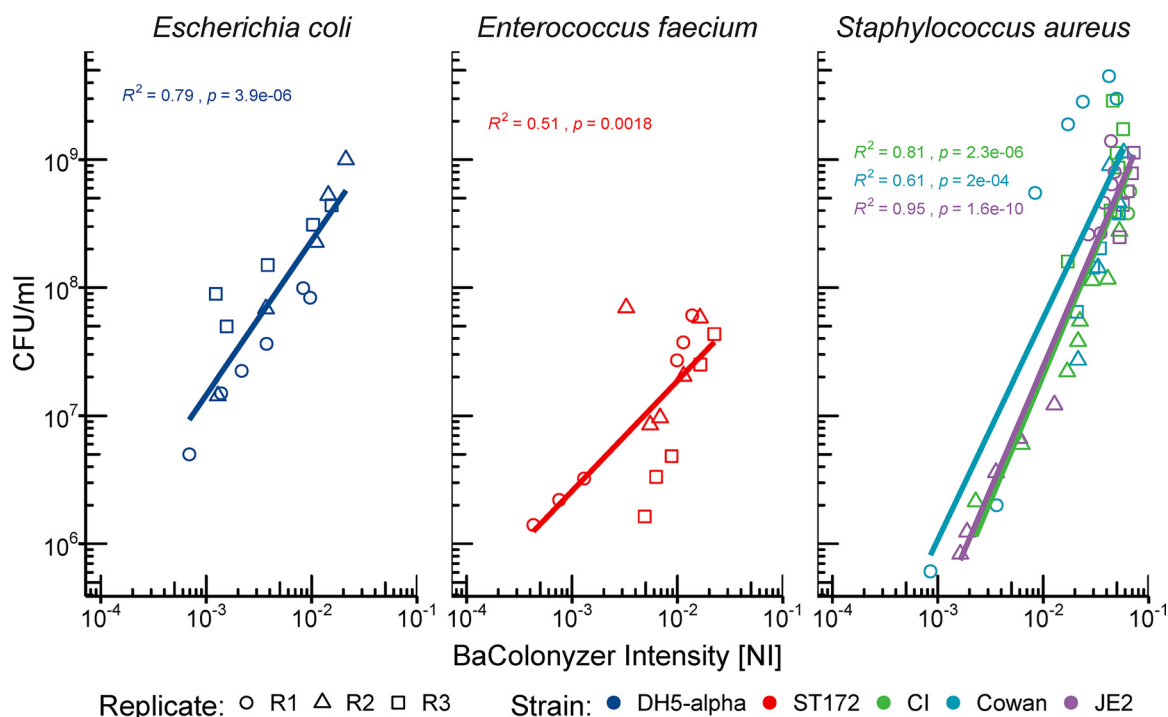 Escherichia coli
Enterococcus faecium
Staphylococcus aureus
R² = 0.79 , p = 3.9e-06
R² = 0.51 , p = 0.0018
R² = 0.81 , p = 2.3e-06
R² = 0.61 , p = 2e-04
R² = 0.95 , p = 1.6e-10
CFU/ml
10⁹
10⁸
10⁷
10⁶
10⁻⁴ 10⁻³ 10⁻² 10⁻¹
10⁻⁴ 10⁻³ 10⁻² 10⁻¹
10⁻⁴ 10⁻³ 10⁻² 10⁻¹
BaColonyzer Intensity [NI]
Replicate: R1 R2 R3 Strain: DH5-alpha ST172 CI Cowan JE2